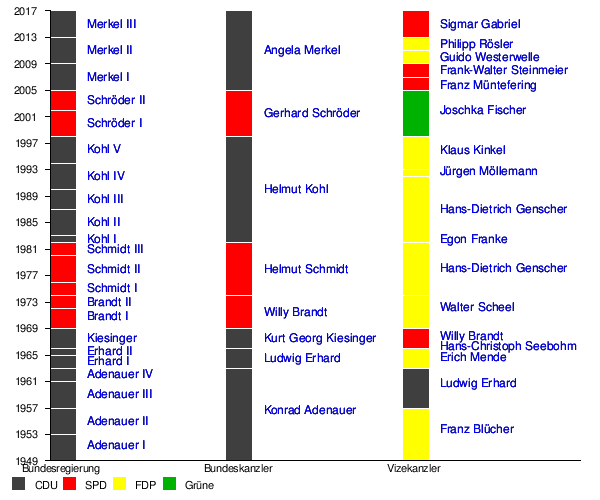 2017
2013
2009
2005
2001
1997
1993
1989
1985
1981
1977
1973
1969
1965
1961
1957
1953
1949
Merkel III
Merkel II
Merkel I
Schröder II
Schröder I
Kohl V
Kohl IV
Kohl III
Kohl II
Kohl I
Schmidt III
Schmidt II
Schmidt I
Brandt II
Brandt I
Kiesinger
Erhard II
Erhard I
Adenauer IV
Adenauer III
Adenauer II
Adenauer I
Angela Merkel
Gerhard Schröder
Helmut Kohl
Helmut Schmidt
Willy Brandt
Kurt Georg Kiesinger
Ludwig Erhard
Konrad Adenauer
Sigmar Gabriel
Philipp Rösler
Guido Westerwelle
Frank-Walter Steinmeier
Franz Müntefering
Joschka Fischer
Klaus Kinkel
Jürgen Möllemann
Hans-Dietrich Genscher
Egon Franke
Hans-Dietrich Genscher
Walter Scheel
Willy Brandt
Hans-Christoph Seebohm
Erich Mende
Ludwig Erhard
Franz Blücher
Bundesregierung
Bundeskanzler
Vizekanzler
CDU
SPD
FDP
Grüne